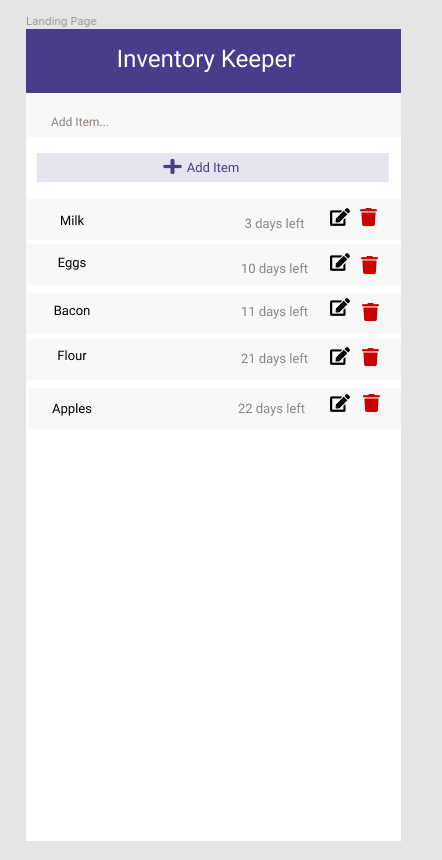 Landing Page
Inventory Keeper
Add Item...
Add Item
Milk 3 days left
Eggs 10 days left
Bacon 11 days left
Flour 21 days left
Apples 22 days left